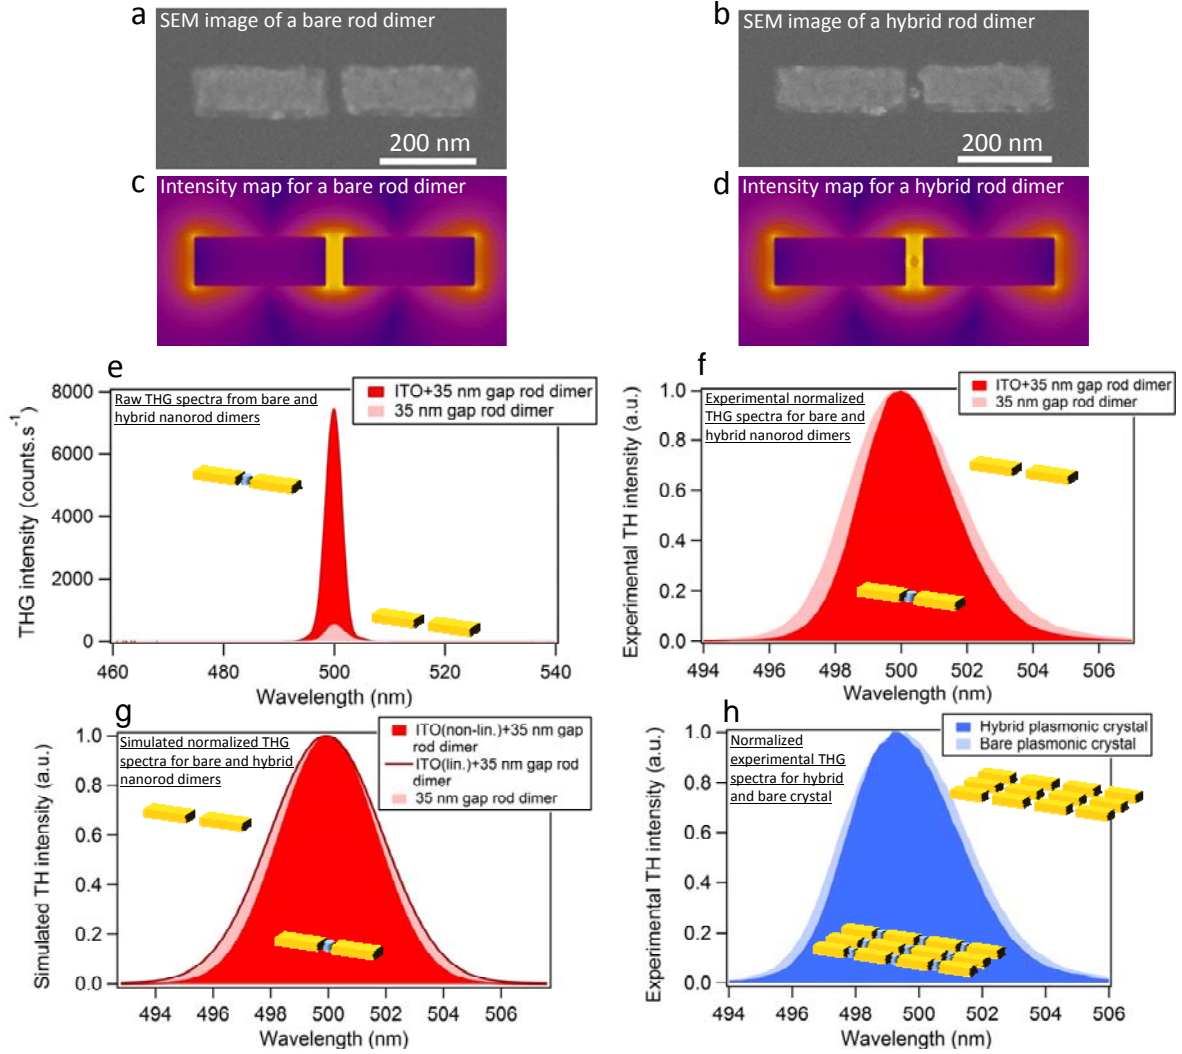 a
SEM image of a bare rod dimer
200 nm
b
SEM image of a hybrid rod dimer
200 nm
c
Intensity map for a bare rod dimer
d
Intensity map for a hybrid rod dimer
e
8000
6000
4000
2000
0
THG intensity (counts.s-1)
Raw THG spectra from bare and
hybrid nanorod dimers
ITO+35 nm gap rod dimer
35 nm gap rod dimer
460
480
500
520
540
Wavelength (nm)
f
1.0
0.8
0.6
0.4
0.2
0.0
Experimental TH intensity (a.u.)
Experimental normalized
THG spectra for bare and
hybrid nanorod dimers
ITO+35 nm gap rod dimer
35 nm gap rod dimer
494
496
498
500
502
504
506
Wavelength (nm)
g
1.0
0.8
0.6
0.4
0.2
0.0
Simulated TH intensity (a.u.)
Simulated normalized THG
spectra for bare and hybrid
nanorod dimers
ITO(non-lin.)+35 nm gap
rod dimer
ITO(lin.)+35 nm gap rod
dimer
35 nm gap rod dimer
494
496
498
500
502
504
506
Wavelength (nm)
h
1.0
0.8
0.6
0.4
0.2
0.0
Experimental TH intensity (a.u.)
Normalized
experimental THG
spectra for hybrid
and bare crystal
Hybrid plasmonic crystal
Bare plasmonic crystal
494
496
498
500
502
504
506
Wavelength (nm)